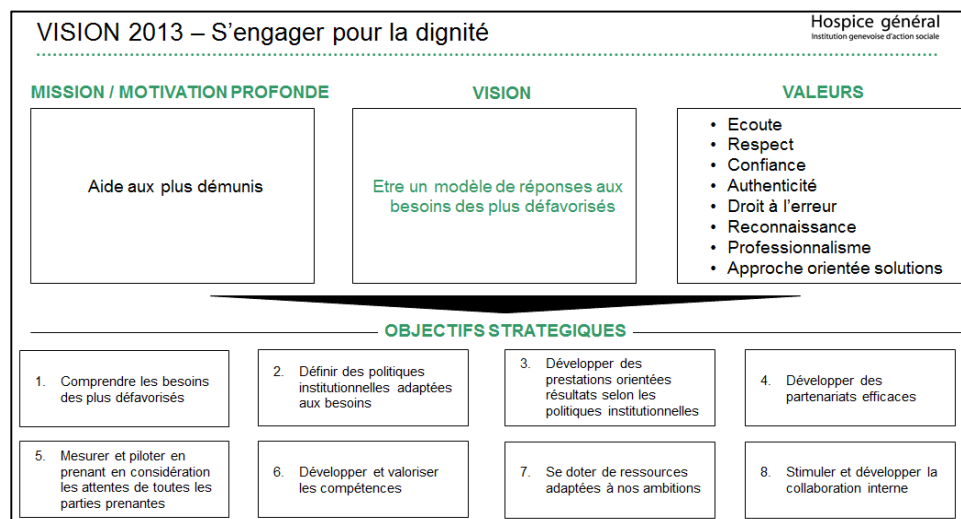 VISION 2013 – S'engager pour la dignité
Hospice général
Institution genevoise d'action sociale
MISSION / MOTIVATION PROFONDE
Aide aux plus démunis
VISION
Etre un modèle de réponses aux
besoins des plus défavorisés
VALEURS
• Ecoute
• Respect
• Confiance
• Authenticité
• Droit à l'erreur
• Reconnaissance
• Professionnalisme
• Approche orientée solutions
OBJECTIFS STRATEGIQUES
1. Comprendre les besoins
des plus défavorisés
2. Définir des politiques
institutionnelles adaptées
aux besoins
3. Développer des
prestations orientées
résultats selon les
politiques institutionnelles
4. Développer des
partenariats efficaces
5. Mesurer et piloter en
prenant en considération
les attentes de toutes les
parties prenantes
6. Développer et valoriser
les compétences
7. Se doter de ressources
adaptées à nos ambitions
8. Stimuler et développer la
collaboration interne